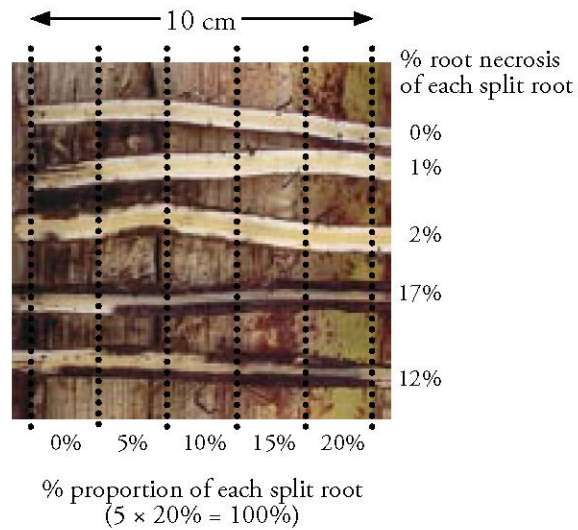 10 cm
% root necrosis
of each split root
0%
1%
2%
17%
12%
0% 5% 10% 15% 20%
% proportion of each split root
(5 × 20% = 100%)